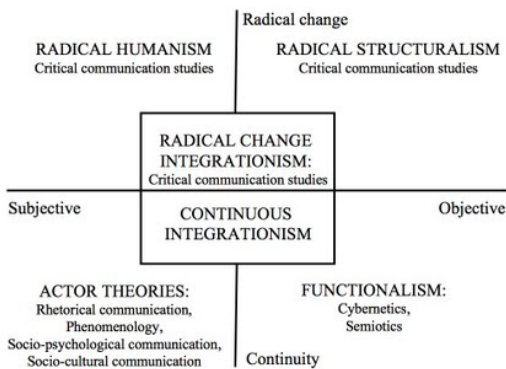 Radical change
RADICAL HUMANISM
Critical communication studies
RADICAL STRUCTURALISM
Critical communication studies
RADICAL CHANGE
INTEGRATIONISM:
Critical communication studies
Subjective
Objective
CONTINUOUS
INTEGRATIONISM
ACTOR THEORIES:
Rhetorical communication,
Phenomenology,
Socio-psychological communication,
Socio-cultural communication
FUNCTIONALISM:
Cybernetics,
Semiotics
Continuity